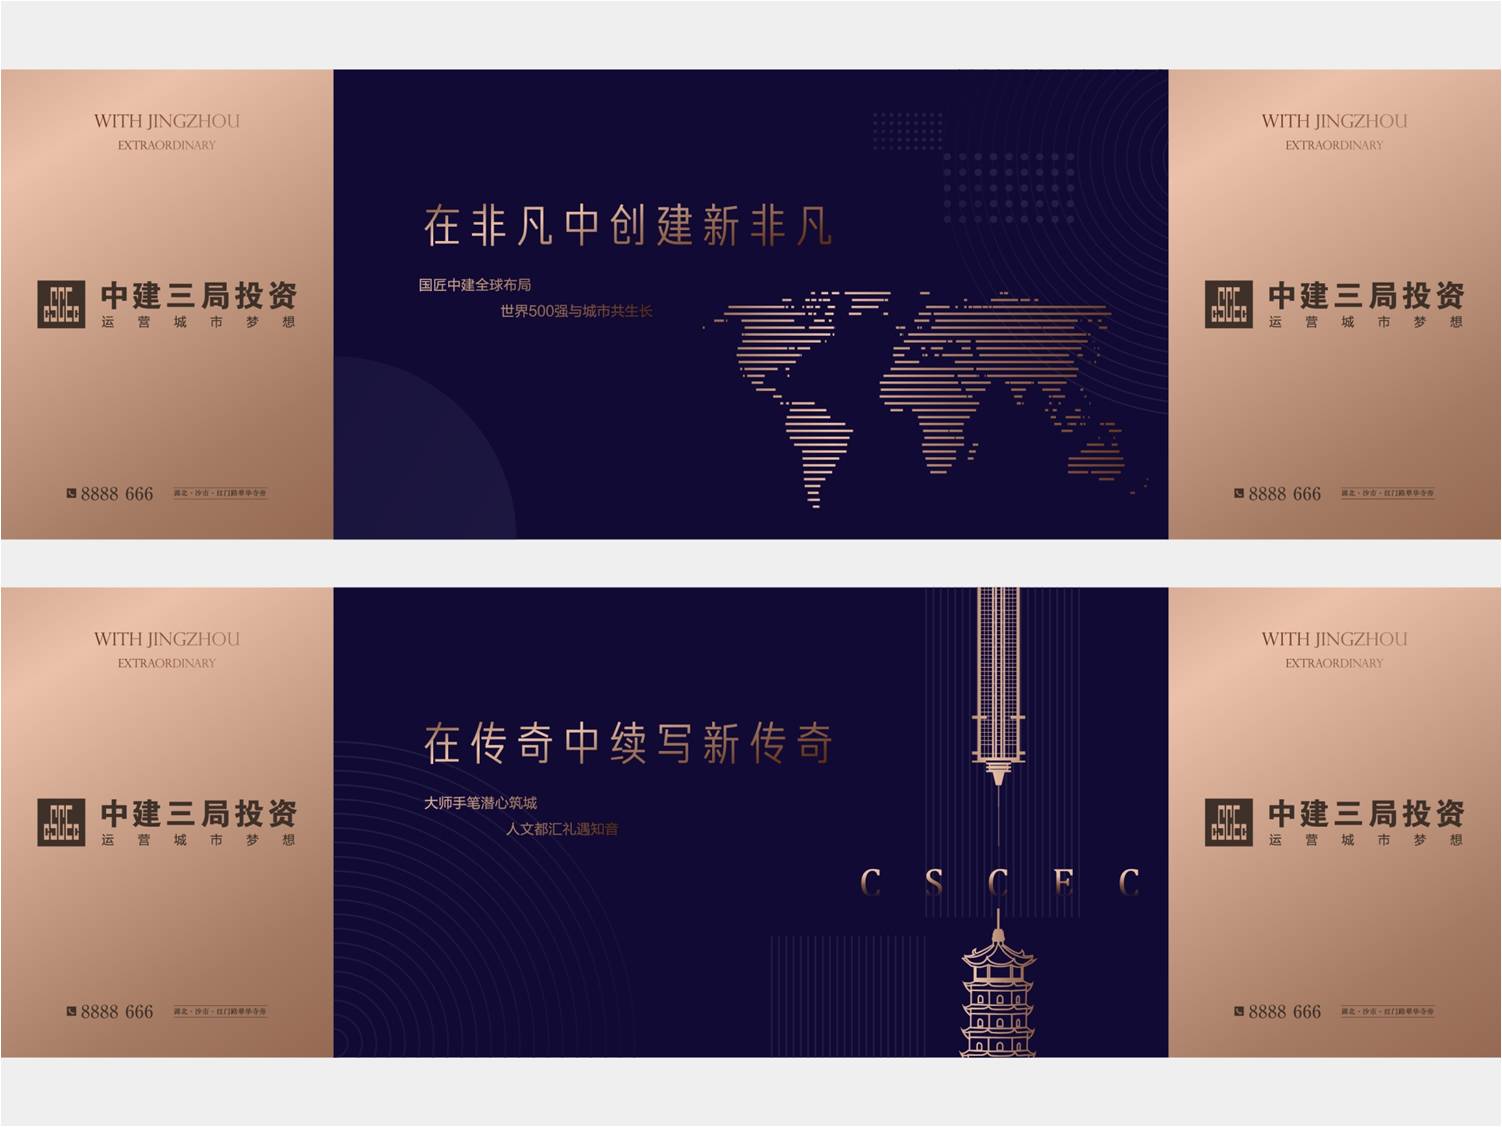 WITH JINGZHOU
EXTRAORDINARY
CSCEC
中建三局投资
运营城市梦想
8888 666
在非凡中创建新非凡
国匠中建全球布局
世界500强与城市共生长
WITH JINGZHOU
EXTRAORDINARY
CSCEC
中建三局投资
运营城市梦想
8888 666
WITH JINGZHOU
EXTRAORDINARY
CSCEC
中建三局投资
运营城市梦想
8888 666
在传奇中续写新传奇
大师手笔潜心筑城
人文都汇礼遇知音
C S C E C
WITH JINGZHOU
EXTRAORDINARY
CSCEC
中建三局投资
运营城市梦想
8888 666